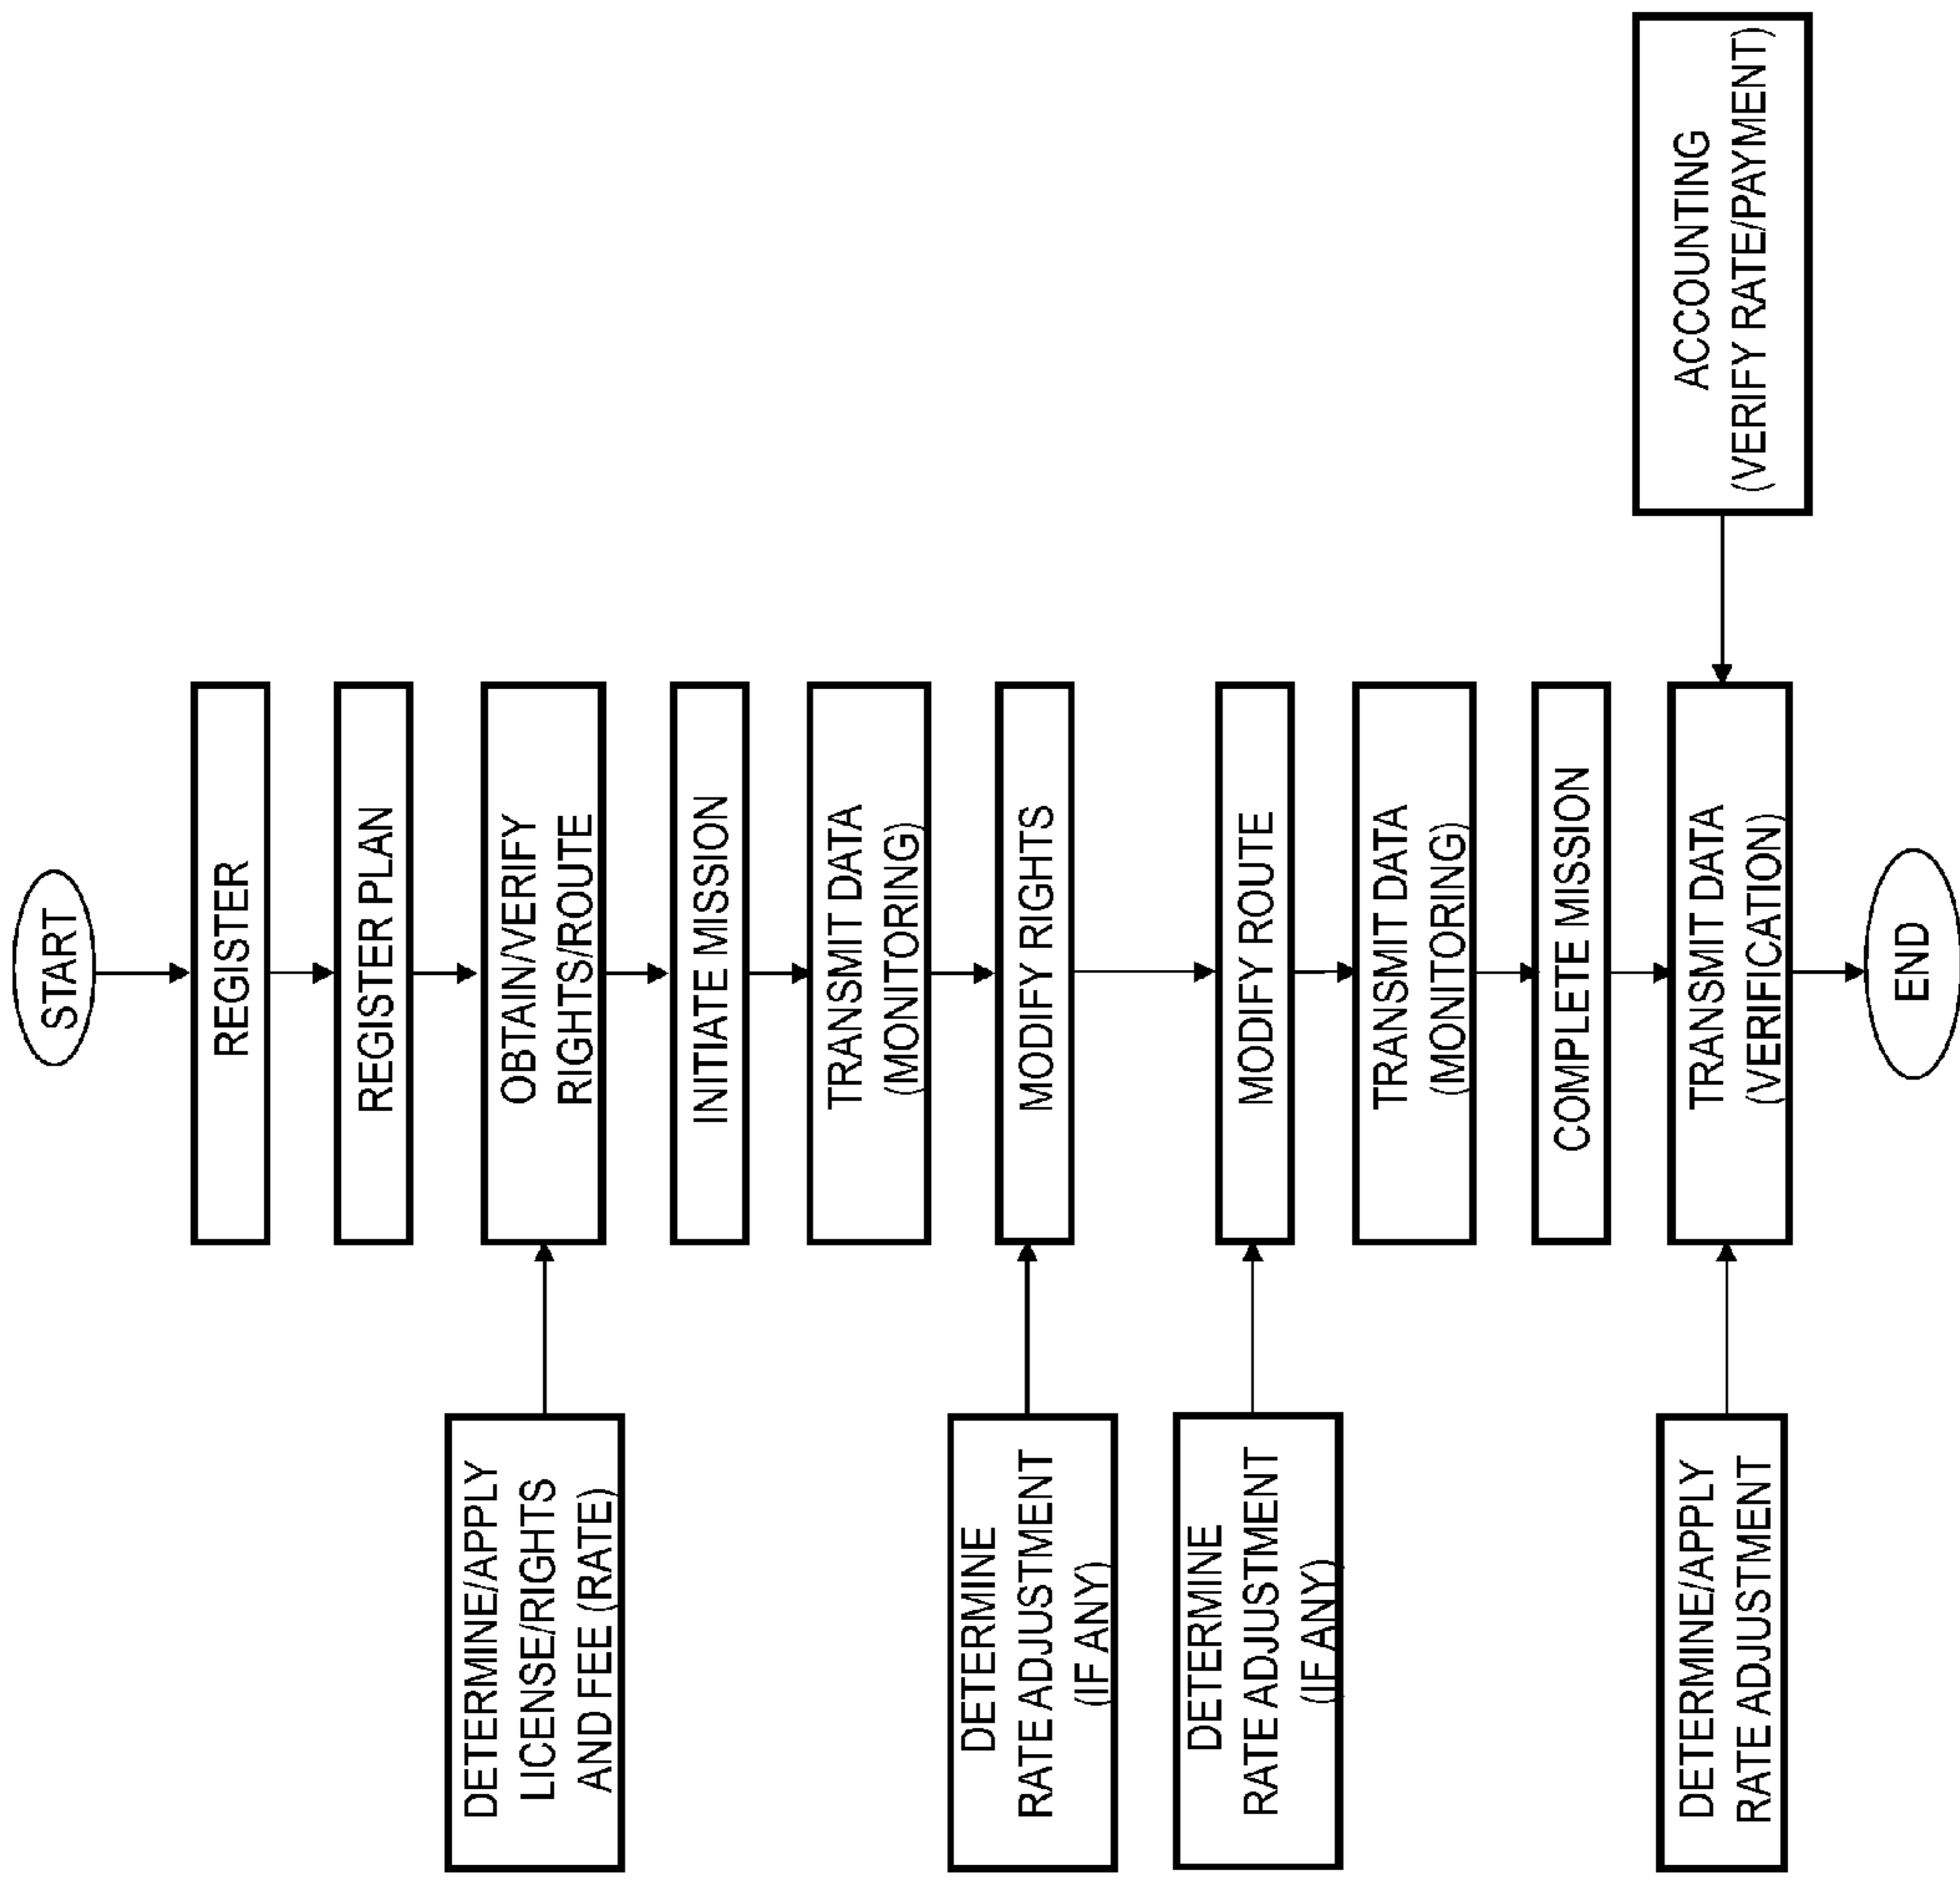 START
REGISTER
REGISTER PLAN
DETERMINE/APPLY
LICENSE/RIGHTS
AND FEE (RATE)
OBTAIN/VERIFY
RIGHTS/ROUTE
INITIATE MISSION
TRANSMIT DATA
(MONITORING)
DETERMINE
RATE ADJUSTMENT
(IF ANY)
MODIFY RIGHTS
DETERMINE
RATE ADJUSTMENT
(IF ANY)
MODIFY ROUTE
TRANSMIT DATA
(MONITORING)
COMPLETE MISSION
DETERMINE/APPLY
RATE ADJUSTMENT
TRANSMIT DATA
(VERIFICATION)
ACCOUNTING
(VERIFY RATE/PAYMENT)
END